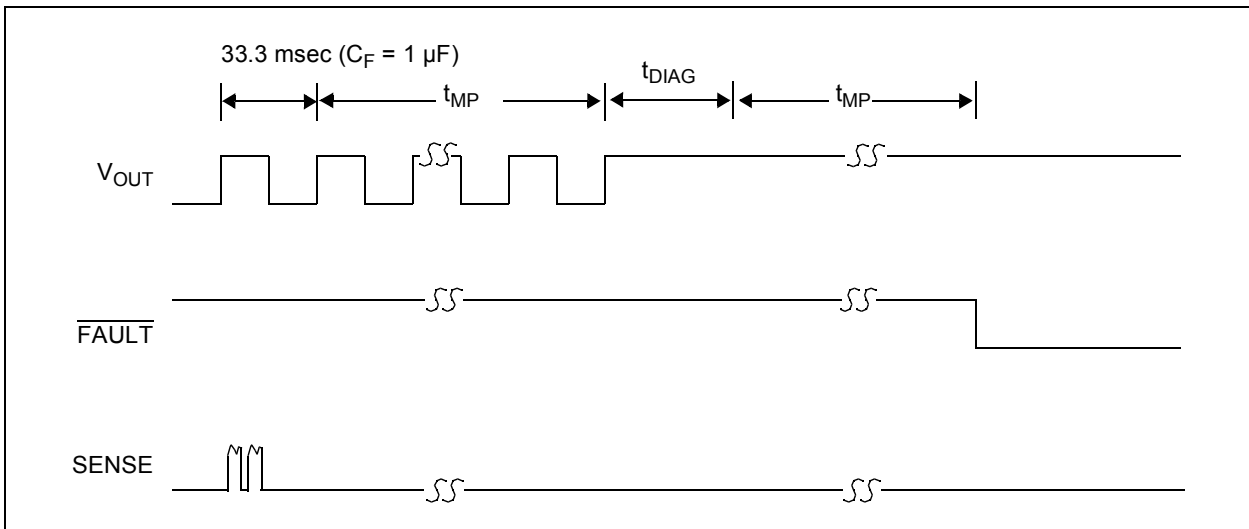 33.3 msec (CF = 1 µF)
tMP
tDIAG
tMP
VOUT
FAULT
SENSE